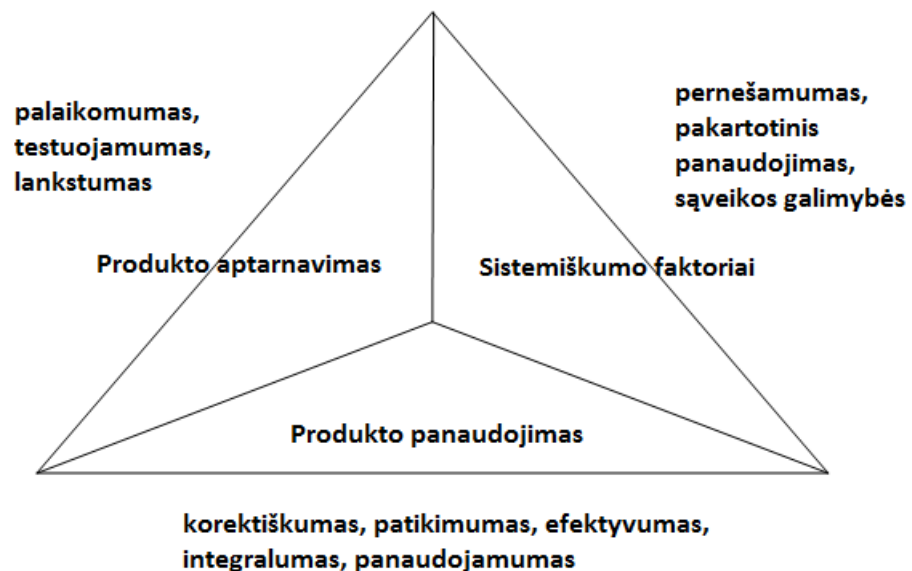 palaikomumas,
testuojamumas,
lankstumas
pernešamumas,
pakartotinis
panaudojimas,
sąveikos galimybės
Produkto aptarnavimas
Sistemiškumo faktoriai
Produkto panaudojimas
korektiškumas, patikimumas, efektyvumas,
integralumas, panaudojamumas